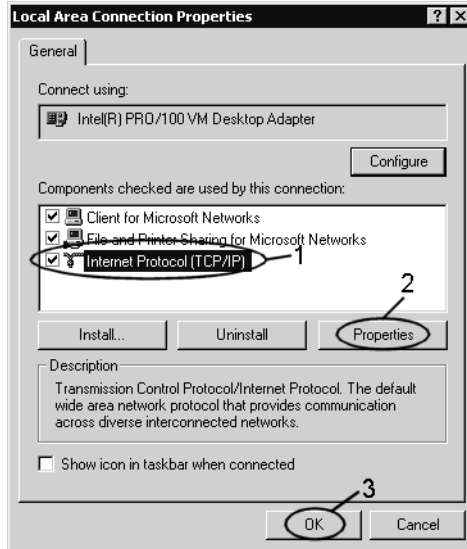 Local Area Connection Properties
General
Connect using:
Intel(R) PRO/100 VM Desktop Adapter
Configure
Components checked are used by this connection:
Client for Microsoft Networks
File and Printer Sharing for Microsoft Networks
Internet Protocol (TCP/IP)
1
2
Install...
Uninstall
Properties
Description
Transmission Control Protocol/Internet Protocol. The default
wide area network protocol that provides communication
across diverse interconnected networks.
Show icon in taskbar when connected
3
OK
Cancel